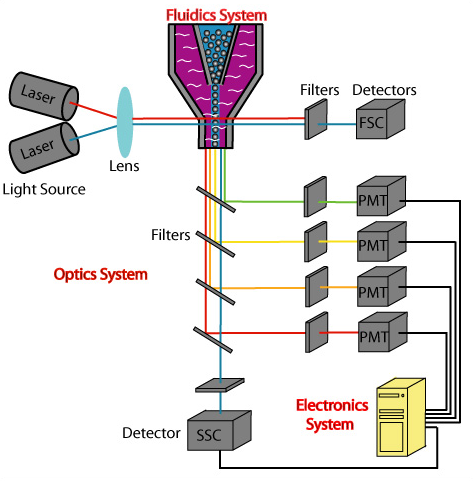 Fluidics System
Laser
Filters
Detectors
FSC
Laser
Lens
Light Source
PMT
Filters
PMT
Optics System
PMT
PMT
Electronics
System
Detector
SSC